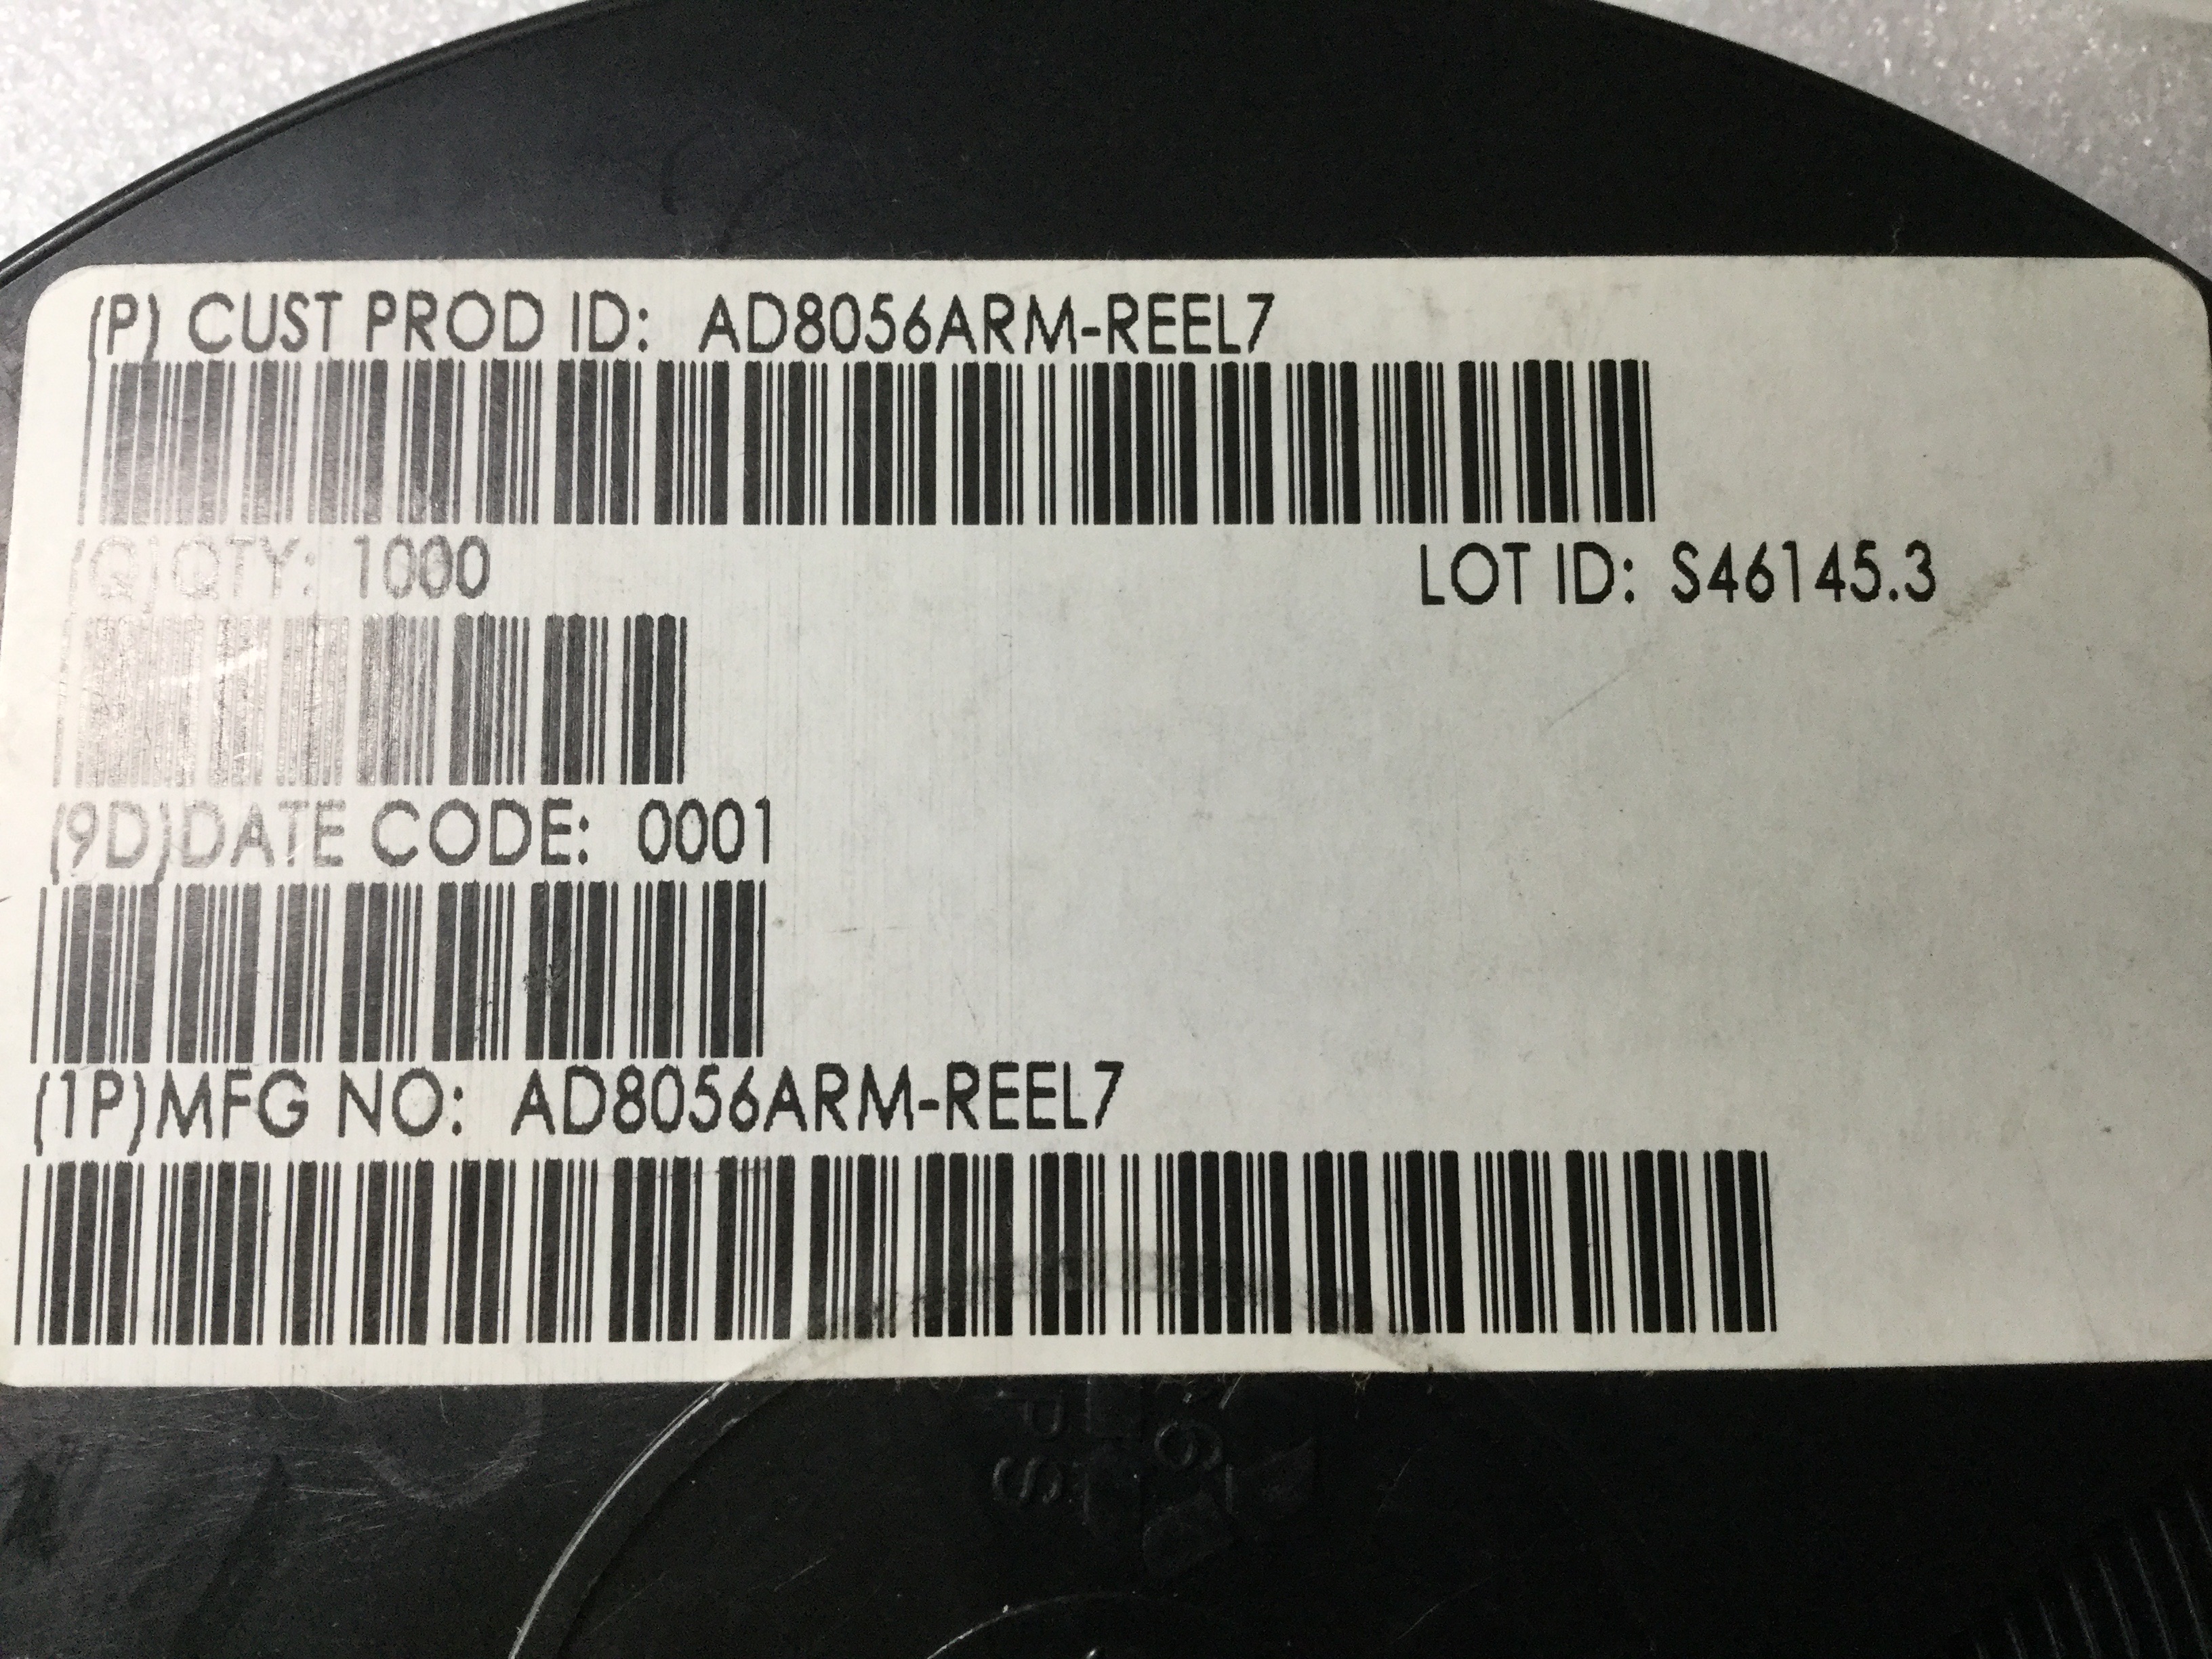 (P) CUST PROD ID: AD8056ARM-REEL7
(Q)QTY: 1000 LOT ID: S46145.3
(9D)DATE CODE: 0001
(1P)MFG NO: AD8056ARM-REEL7
PS